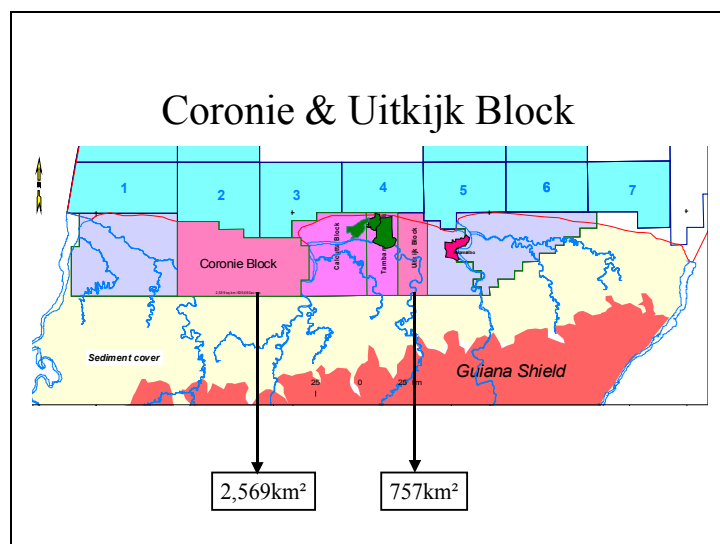 Coronie & Uitkijk Block
1 2 3 4 5 6 7
Coronie Block
Calcutta Block
Uitkijk Block
Sediment cover
Guiana Shield
25 0 25 km
2,569km² 757km²